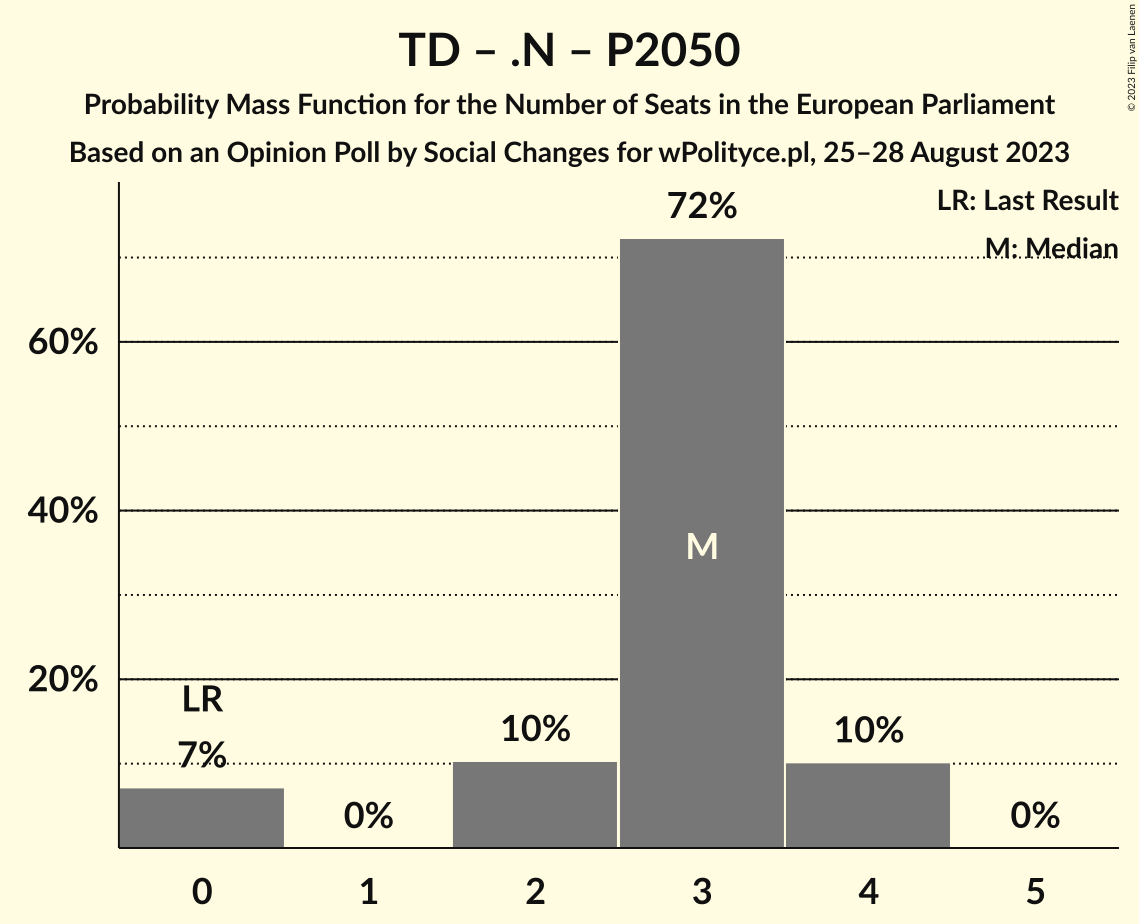 TD – .N – P2050
Probability Mass Function for the Number of Seats in the European Parliament
Based on an Opinion Poll by Social Changes for wPolityce.pl, 25–28 August 2023
© 2023 Filip van Laenen
LR: Last Result
M: Median
72%
60%
40%
20%
M
LR
7%
0%
10%
10%
0%
0 1 2 3 4 5